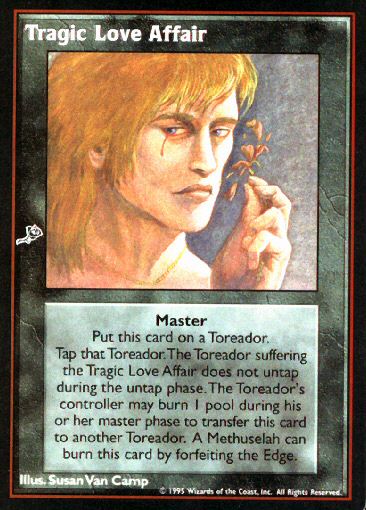 Tragic Love Affair
Master
Put this card on a Toreador.
Tap that Toreador. The Toreador suffering
the Tragic Love Affair does not untap
during the untap phase. The Toreador's
controller may burn 1 pool during his
or her master phase to transfer this card
to another Toreador. A Methuselah can
burn this card by forfeiting the Edge.
Illus. Susan Van Camp
© 1995 Wizards of the Coast, Inc. All Rights Reserved.